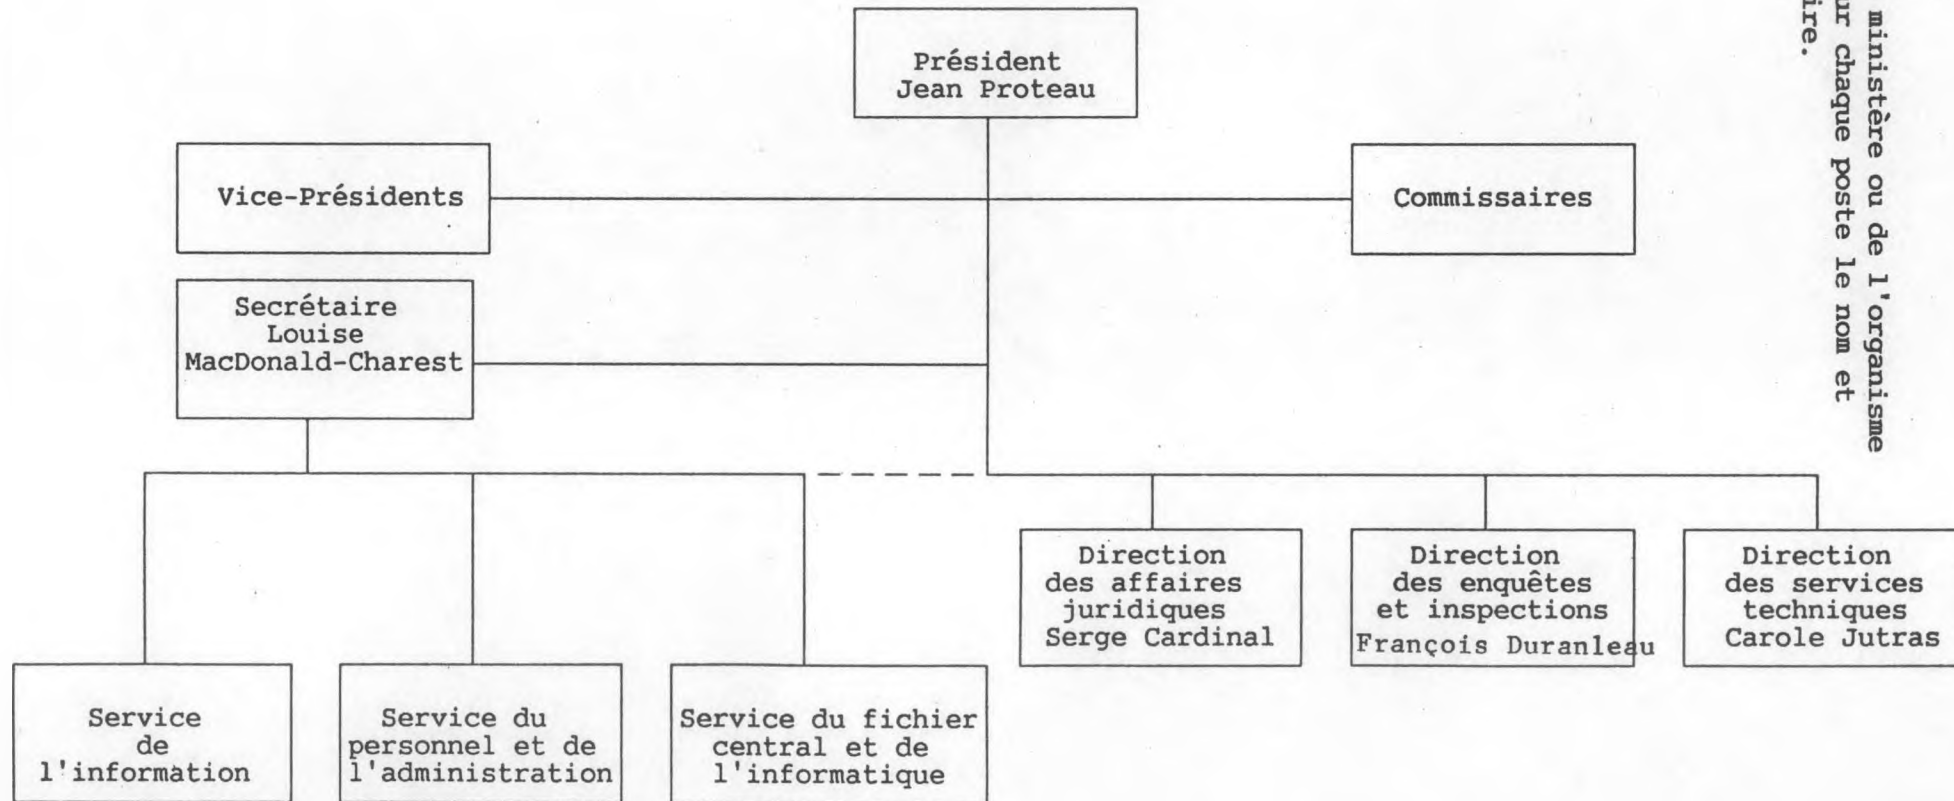 Président
Jean Proteau
Vice-Présidents
Commissaires
Secrétaire
Louise
MacDonald-Charest
Direction
des affaires
juridiques
Serge Cardinal
Direction
des enquêtes
et inspections
François Duranleau
Direction
des services
techniques
Carole Jutras
Service
de
l'information
Service du
personnel et de
l'administration
Service du fichier
central et de
l'informatique
ministère ou de l'organisme
ur chaque poste le nom et
ire.